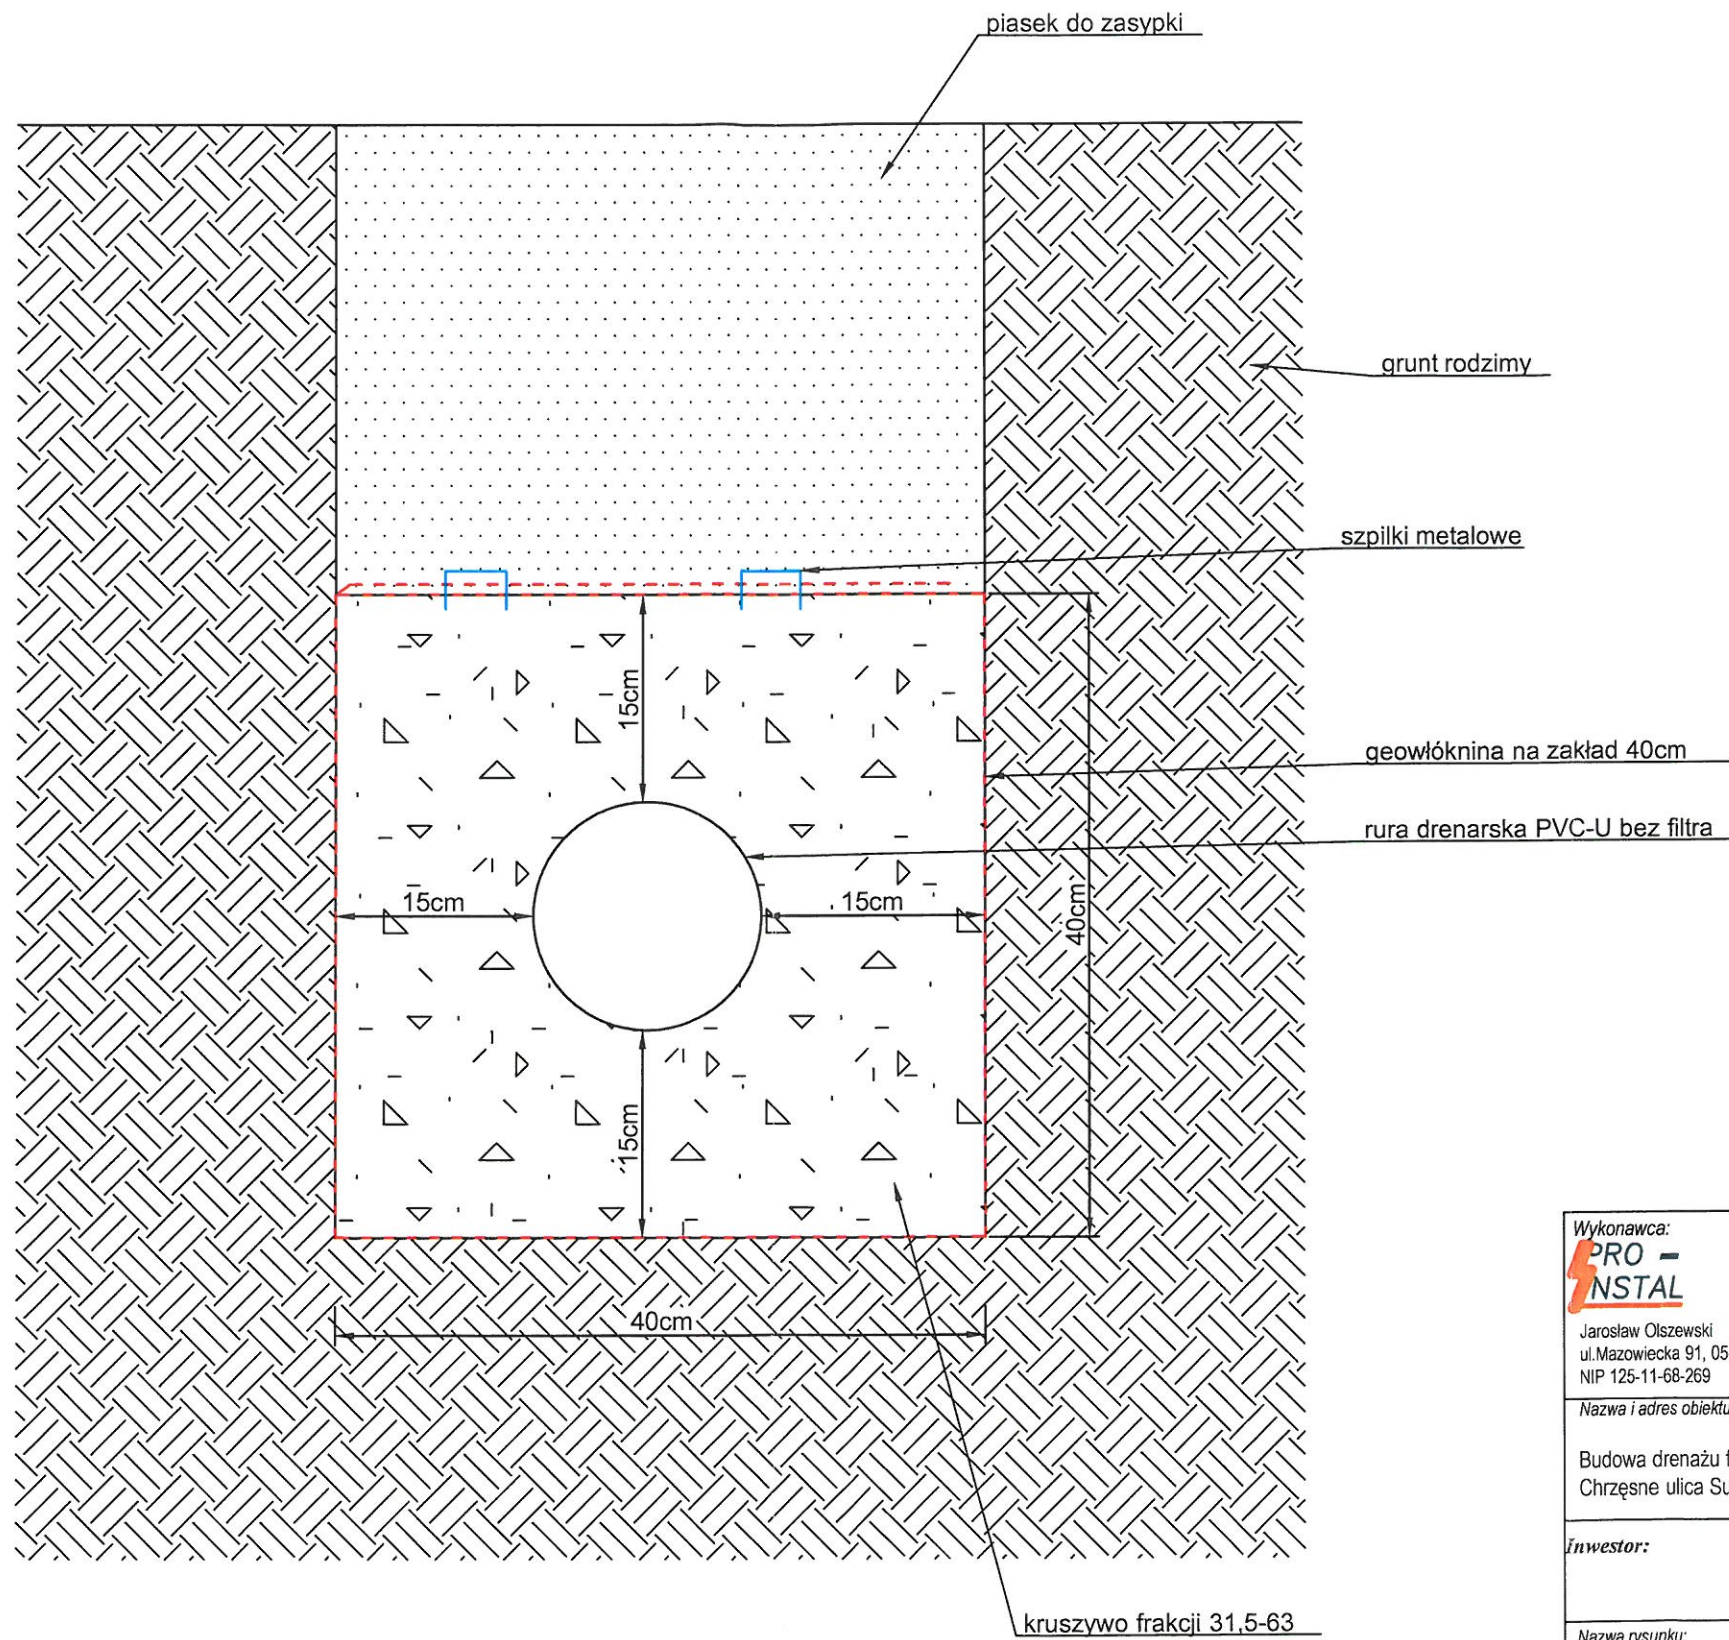 piasek do zasypki
grunt rodzimy
szpilki metalowe
15cm
geowłóknina na zakład 40cm
rura drenarska PVC-U bez filtra
15cm
15cm
40cm
15cm
40cm
kruszywo frakcji 31,5-63
Wykonawca:
PRO -
INSTAL
Jarosław Olszewski
ul.Mazowiecka 91, 05
NIP 125-11-68-269
Nazwa i adres obiektu
Budowa drenażu
Chrzęsne ulica
Inwestor:
Nazwa rysunku: